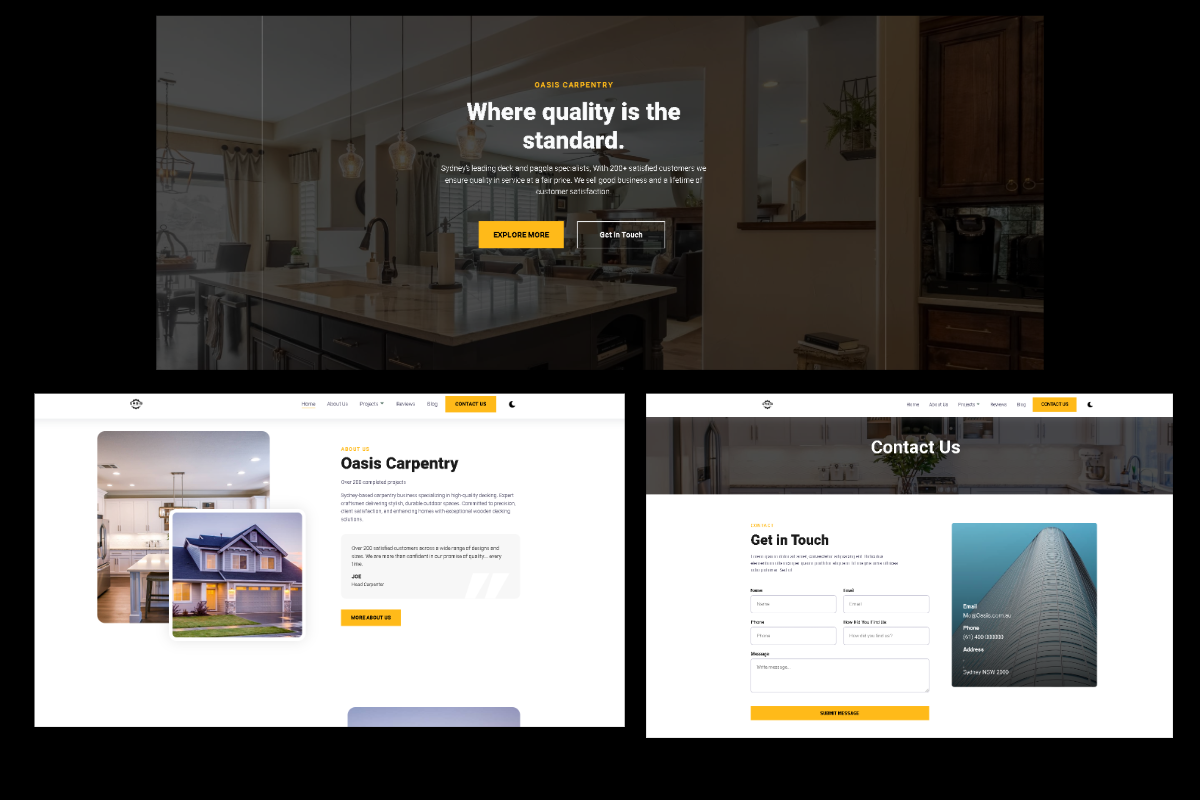 OASIS CARPENTRY
Where quality is the
standard.
Sydney's leading deck and pagola specialists, With 200+ satisfied customers we
ensure quality in service at a fair price. We sell good business and a lifetime of
customer satisfaction.
EXPLORE MORE
Get In Touch
Home
About Us
Projects
Reviews
Blog
CONTACT US
ABOUT US
Oasis Carpentry
Over 200 completed projects
Sydney-based carpentry business specializing in high-quality decking. Expert
craftsmen delivering stylish, durable outdoor spaces. Committed to precision,
client satisfaction, and enhancing homes with exceptional wooden decking
solutions.
Over 200 satisfied customers across a wide range of designs and
sizes. We are more then confident in our promise of quality... every
time.
JOE
Head Carpenter
MORE ABOUT US
Home
About Us
Projects
Reviews
Blog
CONTACT US
Contact Us
CONTACT
Get in Touch
Name
Email
Name
Email
Phone
How Did You Find Us
Phone
How did you find us?
Message
Write message..
SUBMIT MESSAGE
Email
Phone
(61) 400 000000
Address
Sydney NSW 2000